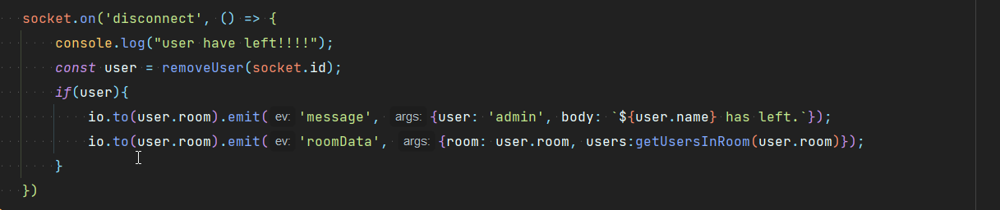 socket.on('disconnect', () => {
console.log("user have left!!!!");
const user = removeUser(socket.id);
if(user){
io.to(user.room).emit( ev: 'message', args: {user: 'admin', body: `${user.name} has left.`});
io.to(user.room).emit( ev: 'roomData', args: {room: user.room, users:getUsersInRoom(user.room)});
}
})